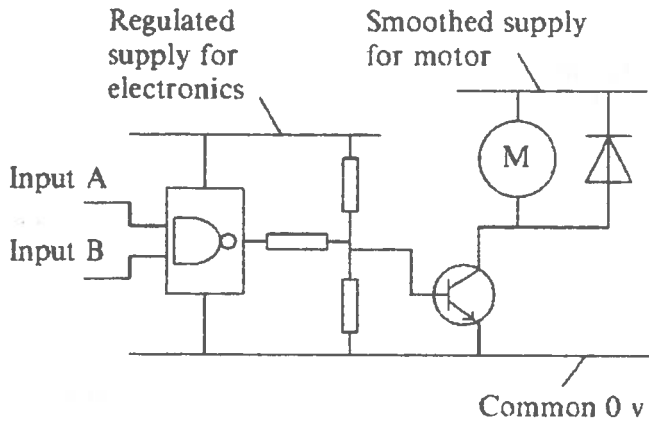 Regulated
supply for
electronics
Smoothed supply
for motor
Input A
Input B
M
Common 0 v